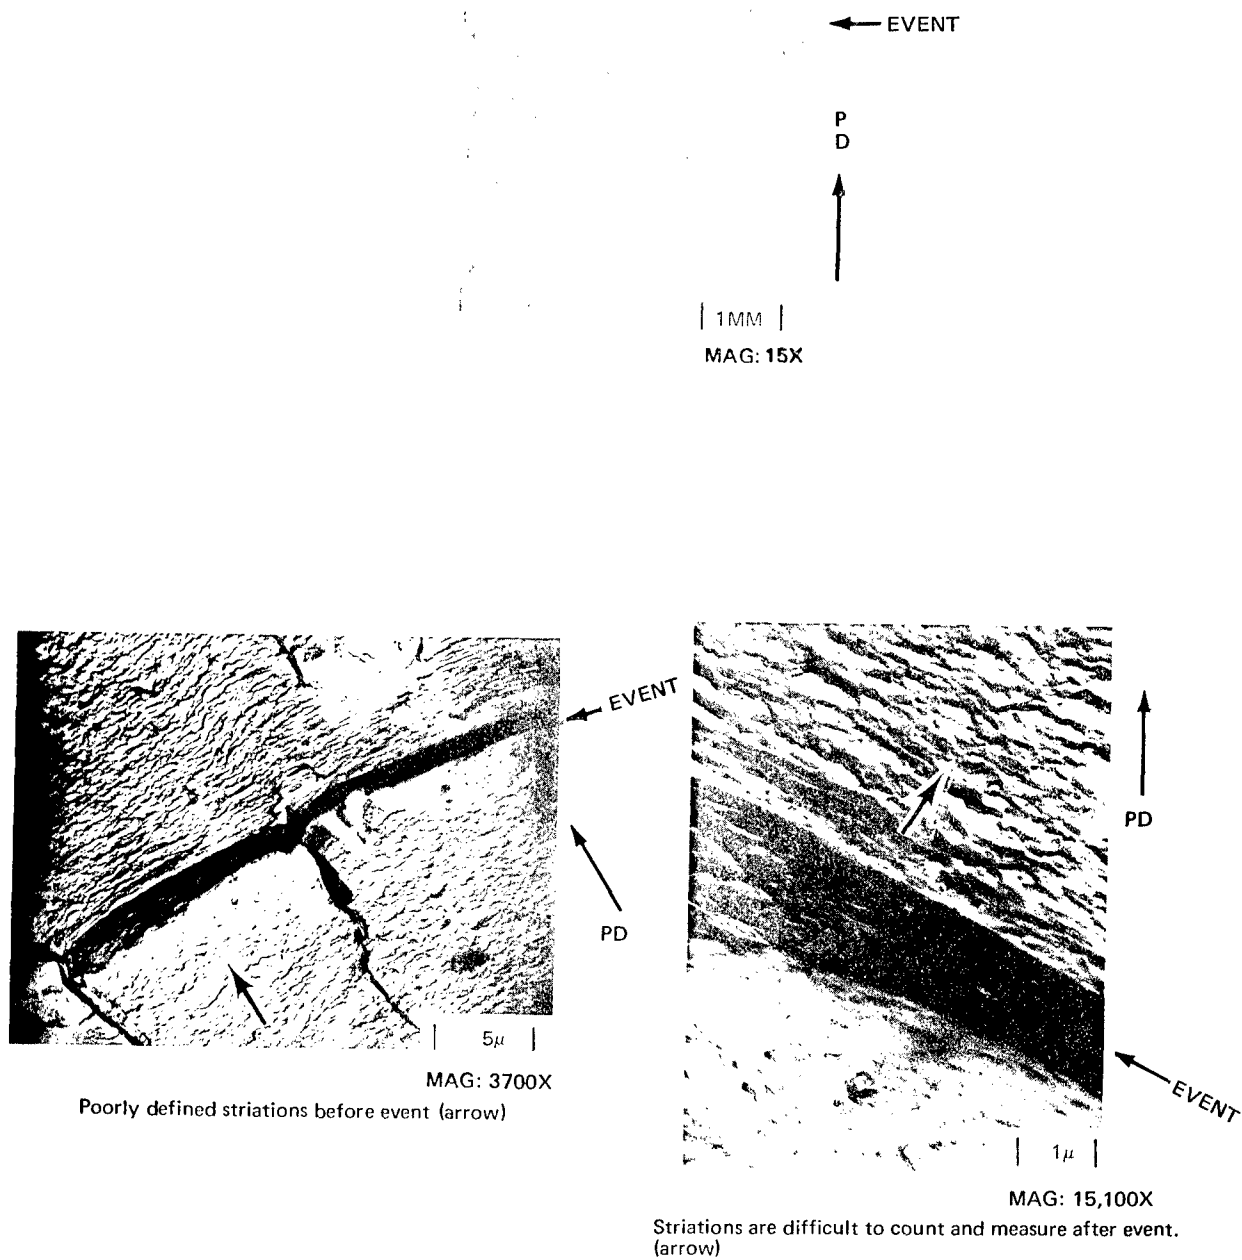 EVENT
P
D
1MM
MAG: 15X
EVENT
PD
5μ
MAG: 3700X
Poorly defined striations before event (arrow)
PD
EVENT
1μ
MAG: 15,100X
Striations are difficult to count and measure after event.
(arrow)